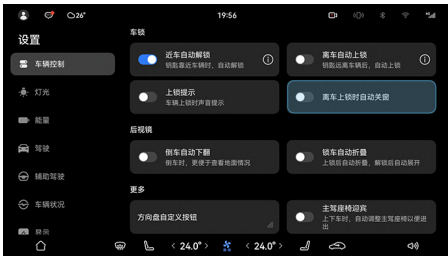 26°
19:56
设置
车辆控制
灯光
能量
驾驶
辅助驾驶
车辆状况
显示
车锁
近车自动解锁
钥匙靠近车辆时，自动解锁
离车自动上锁
钥匙远离车辆后，自动上锁
上锁提示
车辆上锁时声音提示
离车上锁时自动关窗
后视镜
倒车自动下翻
倒车时，更便于查看地面情况
锁车自动折叠
上锁后自动折叠，解锁后自动展开
更多
方向盘自定义按钮
主驾座椅迎宾
上下车时，自动调整主驾座椅以便进
出
< 24.0° >
< 24.0° >